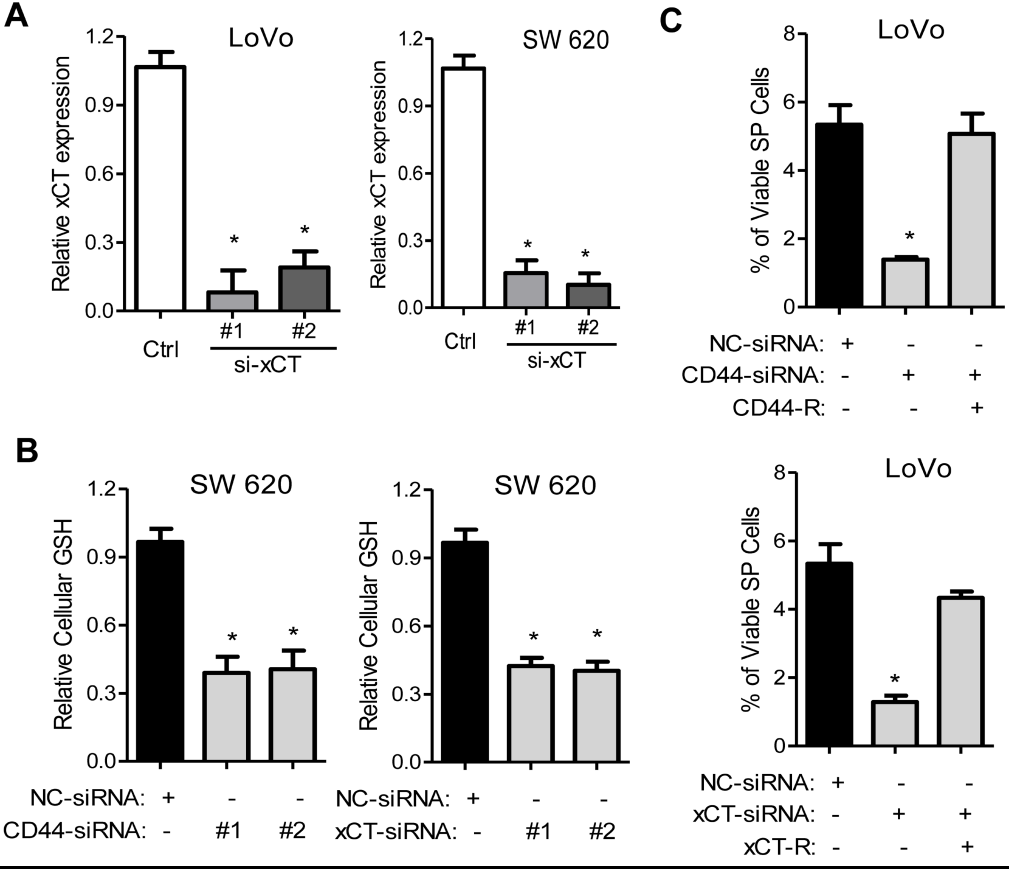 A
LoVo
Relative xCT expression
1.2
0.9
0.6
0.3
0.0
*
*
Ctrl
#1
#2
si-xCT
SW 620
Relative xCT expression
1.2
0.9
0.6
0.3
0.0
*
*
Ctrl
#1
#2
si-xCT
B
SW 620
Relative Cellular GSH
1.2
0.9
0.6
0.3
0.0
*
*
NC-siRNA: + - -
CD44-siRNA: - #1 #2
SW 620
Relative Cellular GSH
1.2
0.9
0.6
0.3
0.0
*
*
NC-siRNA: + - -
xCT-siRNA: - #1 #2
C
LoVo
% of Viable SP Cells
8
6
4
2
0
*
NC-siRNA: + - -
CD44-siRNA: - + +
CD44-R: - - +
LoVo
% of Viable SP Cells
8
6
4
2
0
*
NC-siRNA: + - -
xCT-siRNA: - + +
xCT-R: - - +